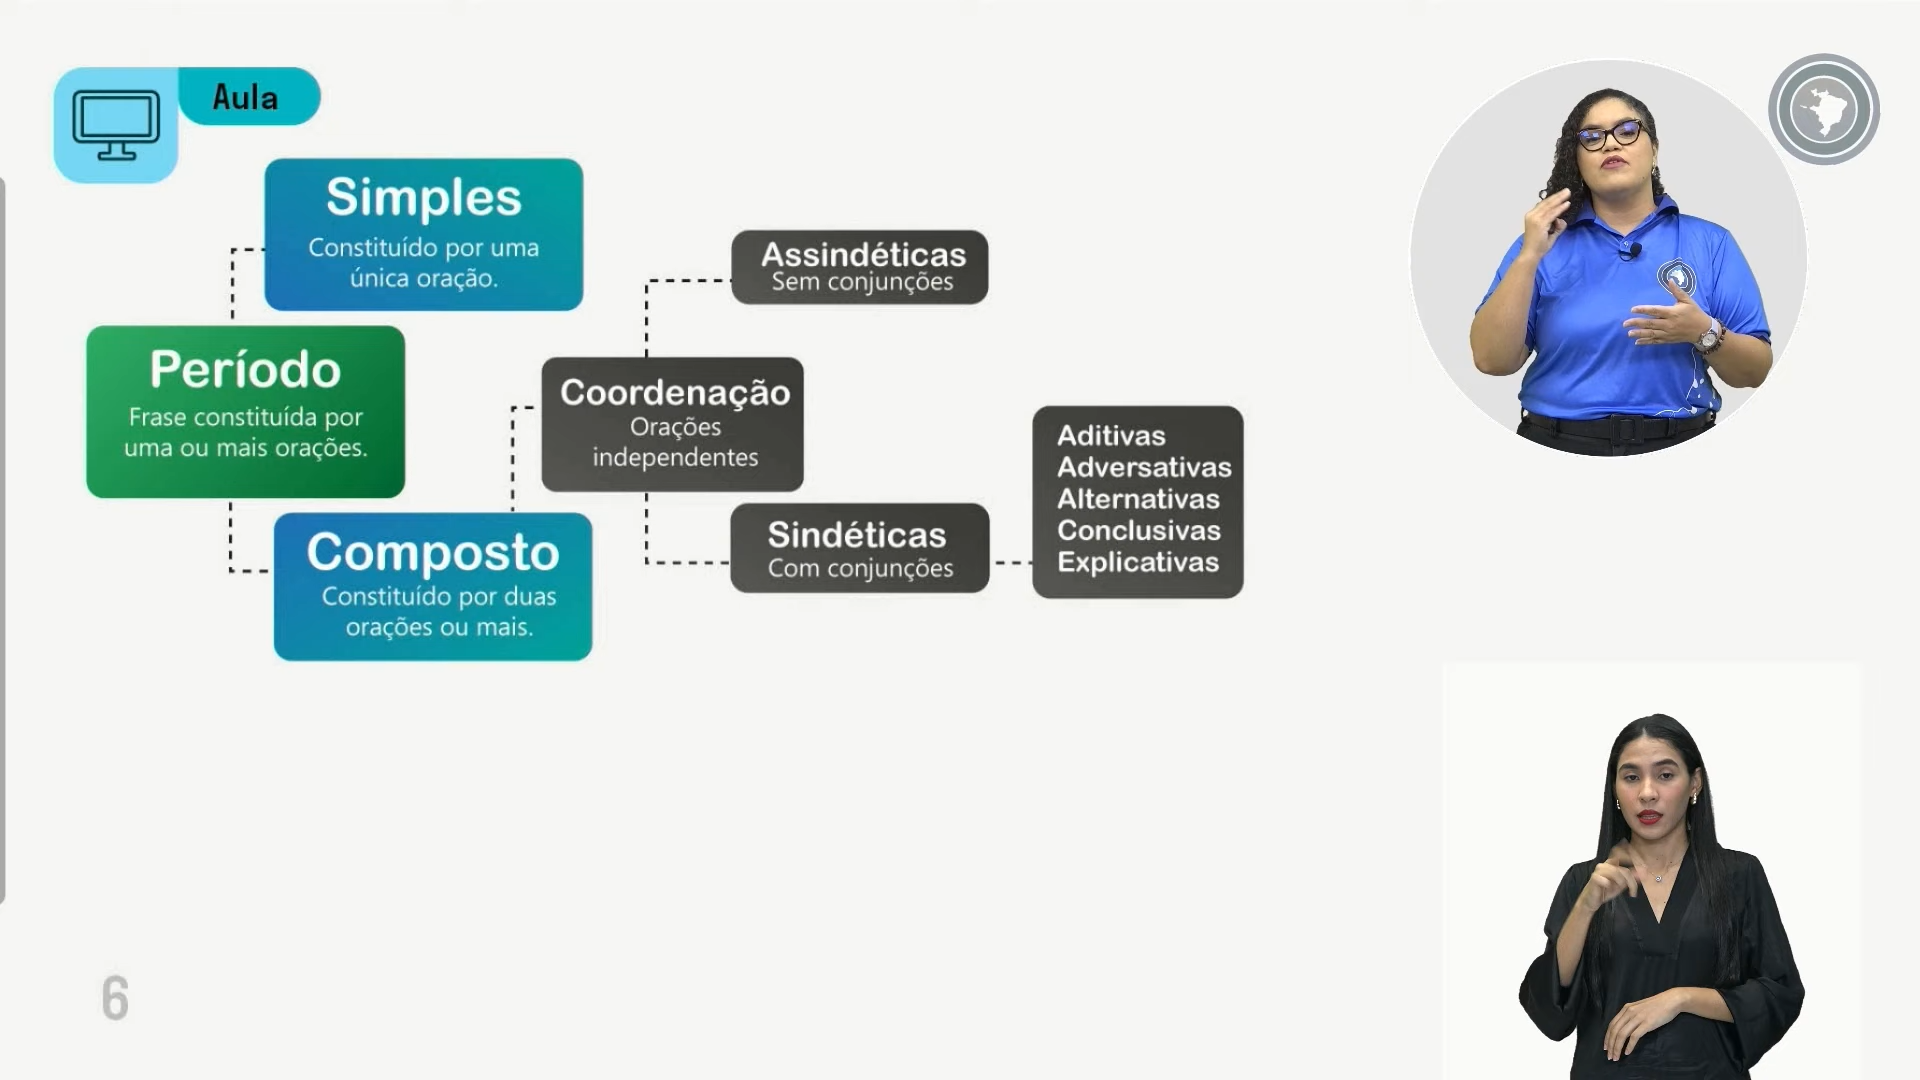 Aula
Simples
Constituído por uma
única oração.
Período
Frase constituída por
uma ou mais orações.
Composto
Constituído por duas
orações ou mais.
Coordenação
Orações
independentes
Assindéticas
Sem conjunções
Sindéticas
Com conjunções
Aditivas
Adversativas
Alternativas
Conclusivas
Explicativas
6